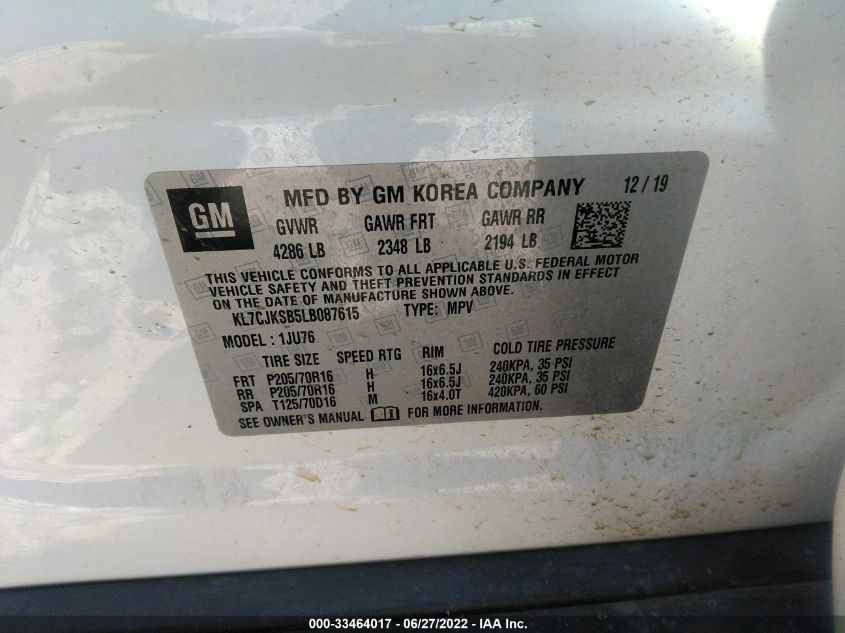 GM
MFD BY GM KOREA COMPANY 12/19
GVWR GAWR FRT GAWR RR
4286 LB 2348 LB 2194 LB
THIS VEHICLE CONFORMS TO ALL APPLICABLE U.S. FEDERAL MOTOR
VEHICLE SAFETY AND THEFT PREVENTION STANDARDS IN EFFECT
ON THE DATE OF MANUFACTURE SHOWN ABOVE.
KL7CJKSB5LB087615 TYPE: MPV
MODEL : 1JU76
TIRE SIZE SPEED RTG RIM COLD TIRE PRESSURE
FRT P205/70R16 H 16x6.5J 240KPA, 35 PSI
RR P205/70R16 H 16x6.5J 240KPA, 35 PSI
SPA T125/70D16 M 16x4.0T 420KPA, 60 PSI
SEE OWNER'S MANUAL FOR MORE INFORMATION.
000-33464017 - 06/27/2022 - IAA Inc.